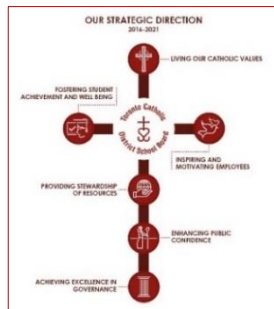 OUR STRATEGIC DIRECTION
2016-2021
LIVING OUR CATHOLIC VALUES
FOSTERING STUDENT
ACHIEVEMENT AND WELL BEING
Toronto Catholic
District School Board
INSPIRING AND
MOTIVATING EMPLOYEES
PROVIDING STEWARDSHIP
OF RESOURCES
ENHANCING PUBLIC
CONFIDENCE
ACHIEVING EXCELLENCE IN
GOVERNANCE